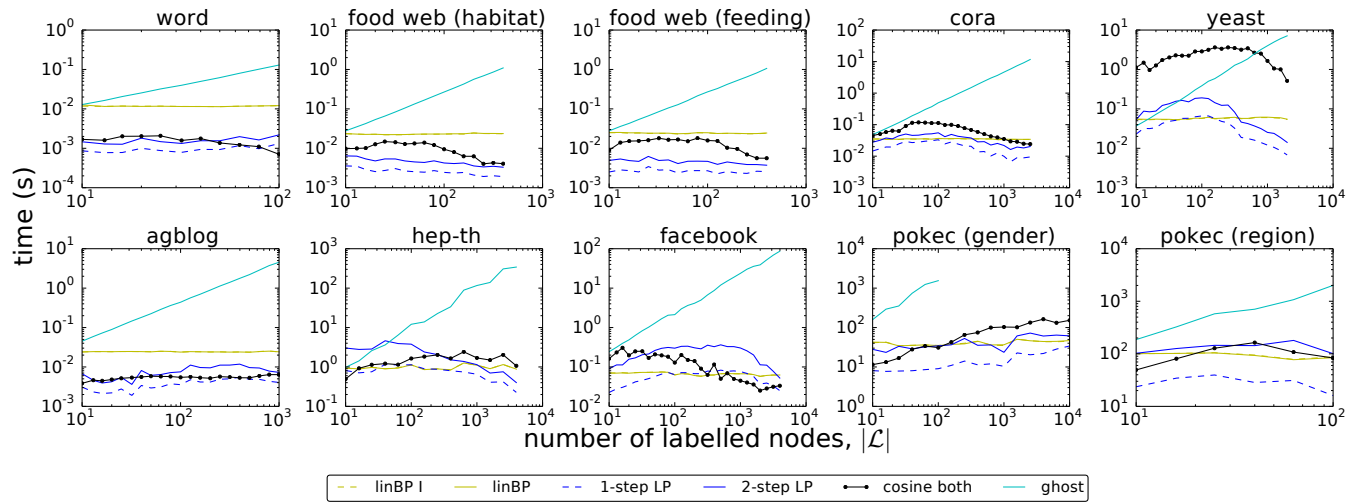 word food web (habitat) food web (feeding) cora yeast
10^0 10^1 10^1 10^2 10^2
10^-1 10^0 10^0 10^1 10^1
10^-2 10^-1 10^-1 10^0 10^0
10^-3 10^-2 10^-2 10^-1 10^-1
10^-4 10^-3 10^-3 10^-2 10^-2
10^-3 10^-3
10^1 10^2 10^1 10^2 10^3 10^1 10^2 10^3 10^1 10^2 10^3 10^4 10^1 10^2 10^3 10^4
time (s)
agblog hep-th facebook pokec (gender) pokec (region)
10^1 10^3 10^2 10^4 10^4
10^0 10^2 10^1 10^3 10^3
10^-1 10^1 10^0 10^2 10^2
10^-2 10^0 10^-1 10^1 10^1
10^-3 10^-1 10^-2 10^0
10^1 10^2 10^3 10^1 10^2 10^3 10^4 10^1 10^2 10^3 10^4 10^1 10^2 10^3 10^4 10^1 10^2
number of labelled nodes, |ℒ|
linBP I linBP 1-step LP 2-step LP cosine both ghost